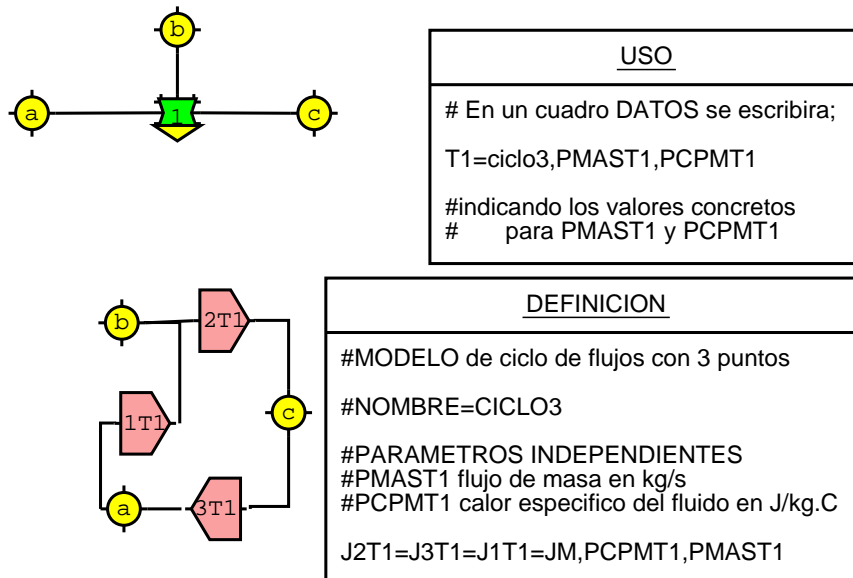 b
a
1
c
USO
# En un cuadro DATOS se escribira;
T1=ciclo3,PMAST1,PCPMT1
#indicando los valores concretos
# para PMAST1 y PCPMT1
b
2T1
1T1
c
a
3T1
DEFINICION
#MODELO de ciclo de flujos con 3 puntos
#NOMBRE=CICLO3
#PARAMETROS INDEPENDIENTES
#PMAST1 flujo de masa en kg/s
#PCPMT1 calor especifico del fluido en J/kg.C
J2T1=J3T1=J1T1=JM,PCPMT1,PMAST1